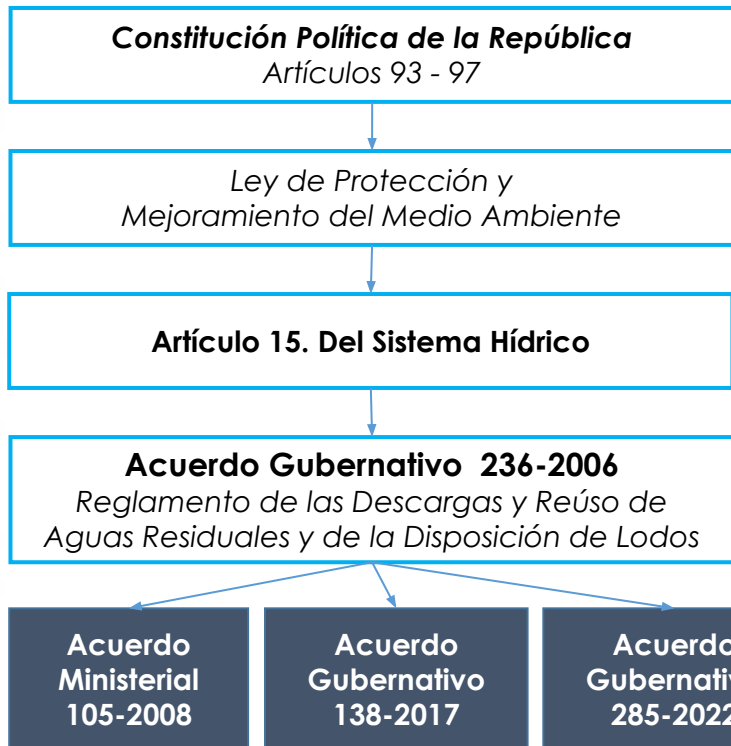 Constitución Política de la República
Artículos 93 - 97
Ley de Protección y
Mejoramiento del Medio Ambiente
Artículo 15. Del Sistema Hídrico
Acuerdo Gubernativo 236-2006
Reglamento de las Descargas y Reúso de
Aguas Residuales y de la Disposición de Lodos
Acuerdo
Ministerial
105-2008
Acuerdo
Gubernativo
138-2017
Acuerdo
Gubernativ
285-2022